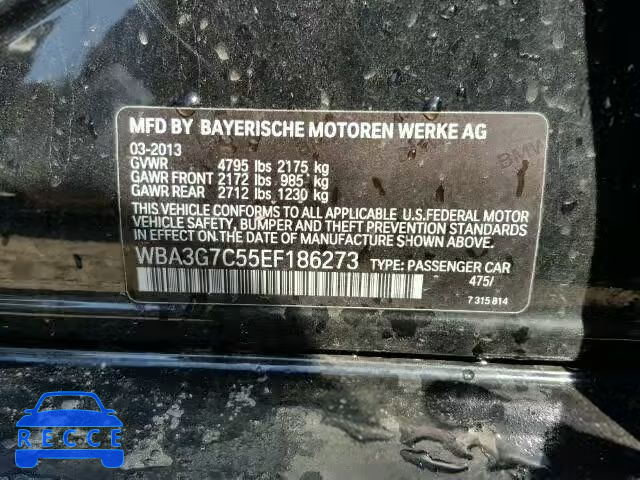 MFD BY BAYERISCHE MOTOREN WERKE AG
03-2013
GVWR 4795 lbs 2175 kg
GAWR FRONT 2172 lbs 985 kg
GAWR REAR 2712 lbs 1230 kg
THIS VEHICLE CONFORMS TO ALL APPLICABLE U.S.FEDERAL MOTOR
VEHICLE SAFETY, BUMPER AND THEFT PREVENTION
STANDARDS IN EFFECT ON THE DATE OF MANUFACTURE
SHOWN ABOVE.
WBA3G7C55EF186273 TYPE: PASSENGER CAR
475/
7 315 814